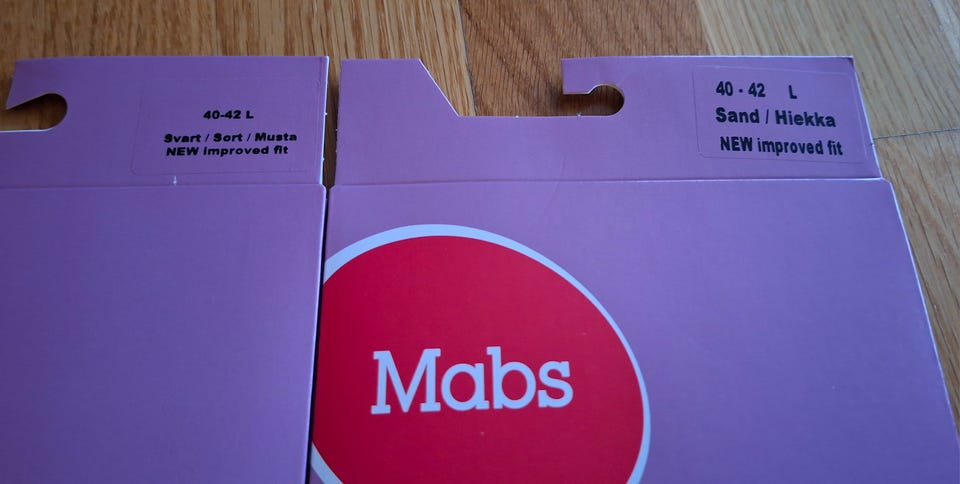 40-42 L
Svart / Sort / Musta
NEW improved fit
40 - 42 L
Sand / Hiekka
NEW improved fit
Mabs